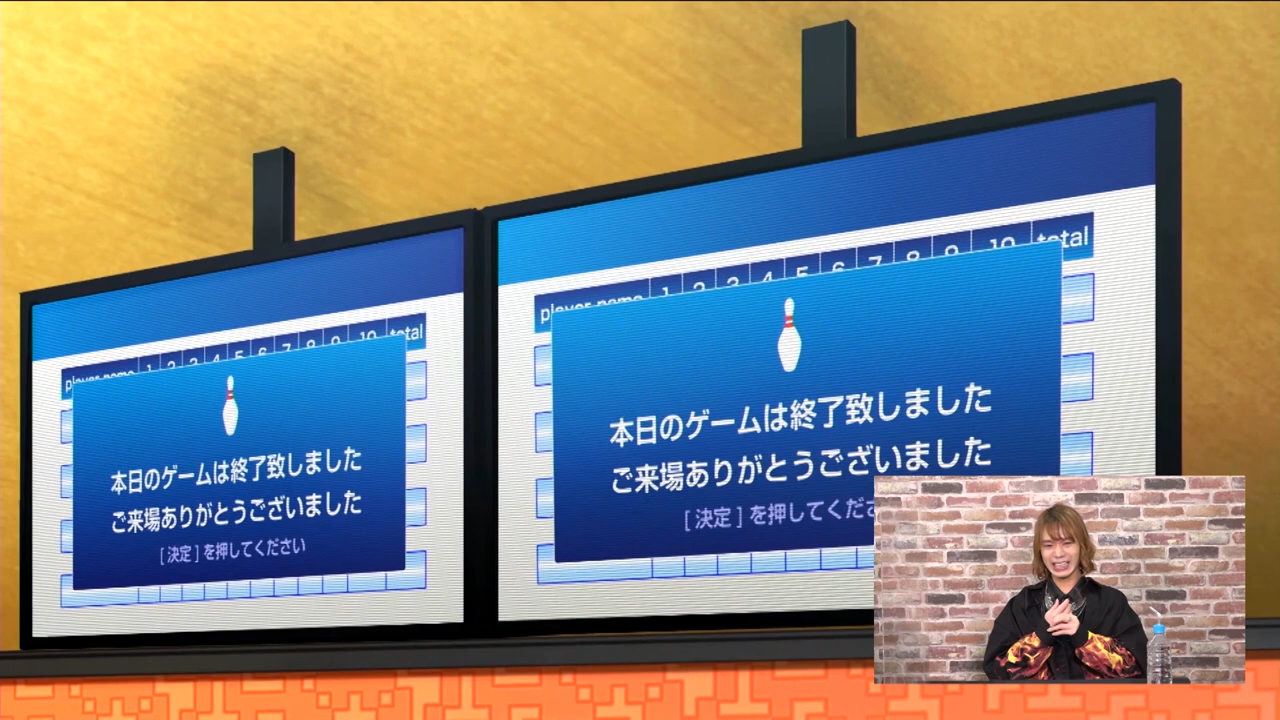 player name 1 2 3 4 5 6 7 8 9 10 total
本日のゲームは終了致しました
ご来場ありがとうございました
[決定]を押してください
player name 1 2 3 4 5 6 7 8 9 10 total
本日のゲームは終了致しました
ご来場ありがとうございました
[決定]を押してくださ